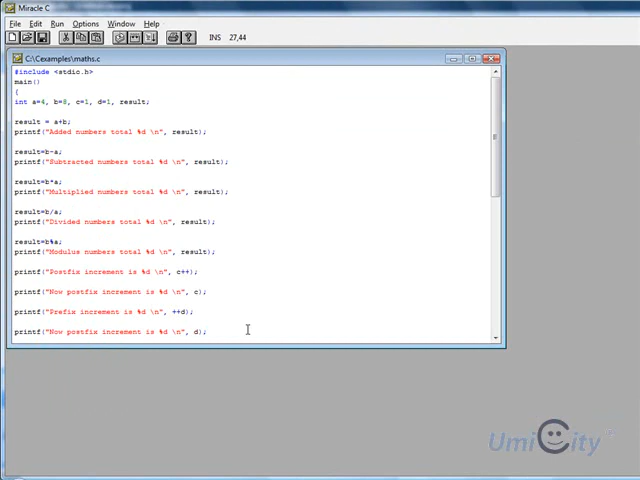 Miracle C
File Edit Run Options Window Help
INS 27,44
C:\Cexamples\maths.c
#include <stdic.h>
main()
{
int a=4, b=8, c=1, d=1, result;
result = a+b;
printf("Added numbers total %d \n", result);
result=b-a;
printf("Subtracted numbers total %d \n", result);
result=b*a;
printf("Multiplied numbers total %d \n", result);
result=b/a;
printf("Divided numbers total %d \n", result);
result=b%a;
printf("Modulus numbers total %d \n", result);
printf("Postfix increment is %d \n", c++);
printf("Now postfix increment is %d \n", c);
printf("Prefix increment is %d \n", ++d);
printf("Now postfix increment is %d \n", d);
UmiCity